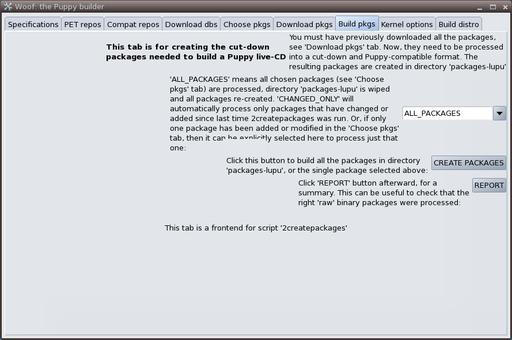 Woof: the Puppy builder
Specifications PET repos Compat repos Download dbs Choose pkgs Download pkgs Build pkgs Kernel options Build distro
This tab is for creating the cut-down
packages needed to build a Puppy live-CD
You must have previously downloaded all the packages,
see 'Download pkgs' tab. Now, they need to be processed
into a cut-down and Puppy-compatible format. The
resulting packages are created in directory 'packages-lupu'
'ALL_PACKAGES' means all chosen packages (see 'Choose
pkgs' tab) are processed, directory 'packages-lupu' is wiped
and all packages re-created. 'CHANGED_ONLY' will
automatically process only packages that have changed or
added since last time 2createpackages was run. Or, if only
one package has been added or modified in the 'Choose pkgs'
tab, then it can be explicitly selected here to process just that
one:
ALL_PACKAGES
Click this button to build all the packages in directory
'packages-lupu', or the single package selected above:
CREATE PACKAGES
Click 'REPORT' button afterward, for a
summary. This can be useful to check that the
right 'raw' binary packages were processed:
REPORT
This tab is a frontend for script '2createpackages'